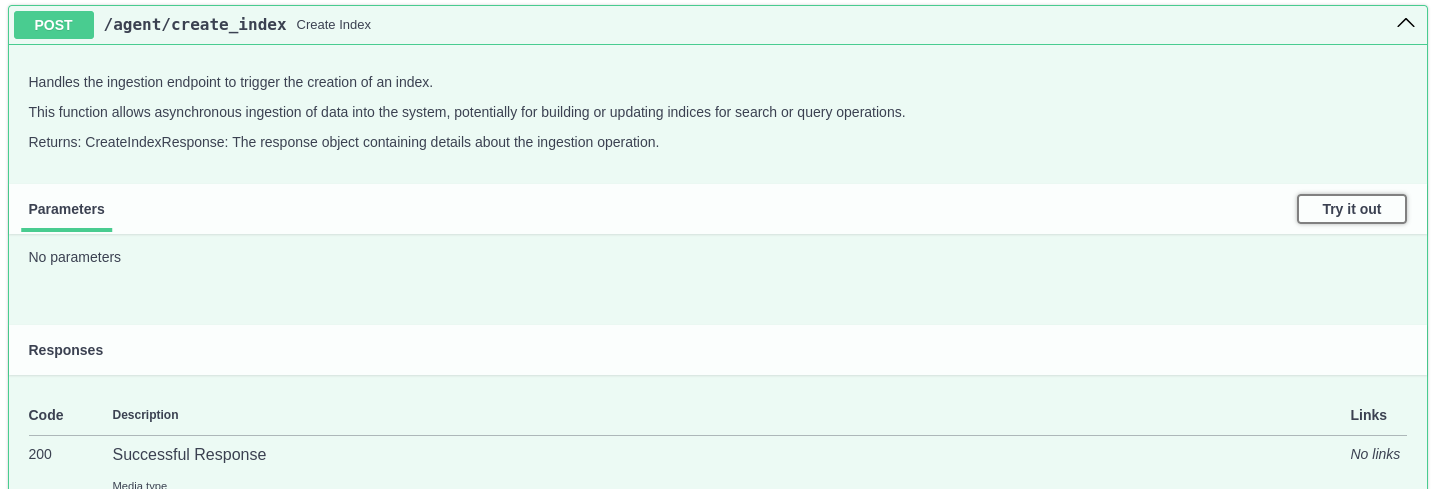 POST /agent/create_index Create Index
Handles the ingestion endpoint to trigger the creation of an index.
This function allows asynchronous ingestion of data into the system, potentially for building or updating indices for search or query operations.
Returns: CreateIndexResponse: The response object containing details about the ingestion operation.
Parameters Try it out
No parameters
Responses
Code Description Links
200 Successful Response No links
Media type